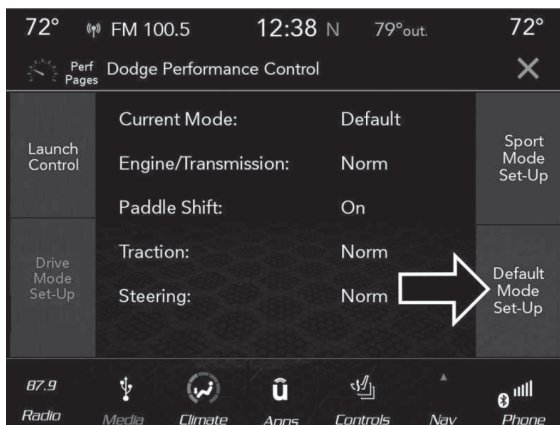 72° FM 100.5 12:38 N 79°out. 72°
Perf Pages Dodge Performance Control
Launch Control
Drive Mode Set-Up
Current Mode: Default
Engine/Transmission: Norm
Paddle Shift: On
Traction: Norm
Steering: Norm
Sport Mode Set-Up
Default Mode Set-Up
87.9
Radio Media Climate Apps Controls Nav Phone